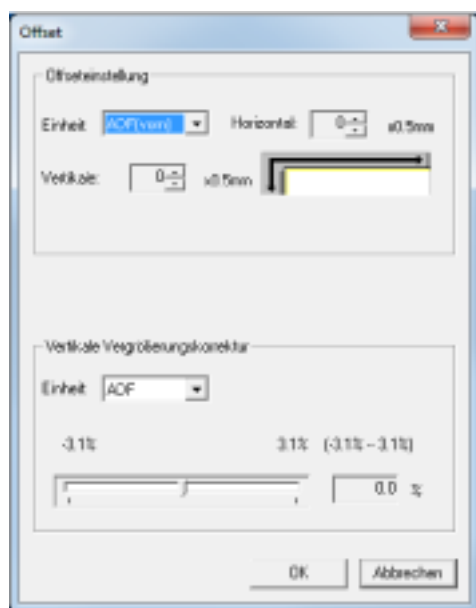 Offset
Offseteinstellung
Einheit ADF(vorn) Horizontal: 0 x0.5mm
Vertikale: 0 x0.5mm
Vertikale Vergrößerungskorrektur
Einheit ADF
-3.1% 3.1% (-3.1% -- 3.1%)
0.0 %
OK Abbrechen